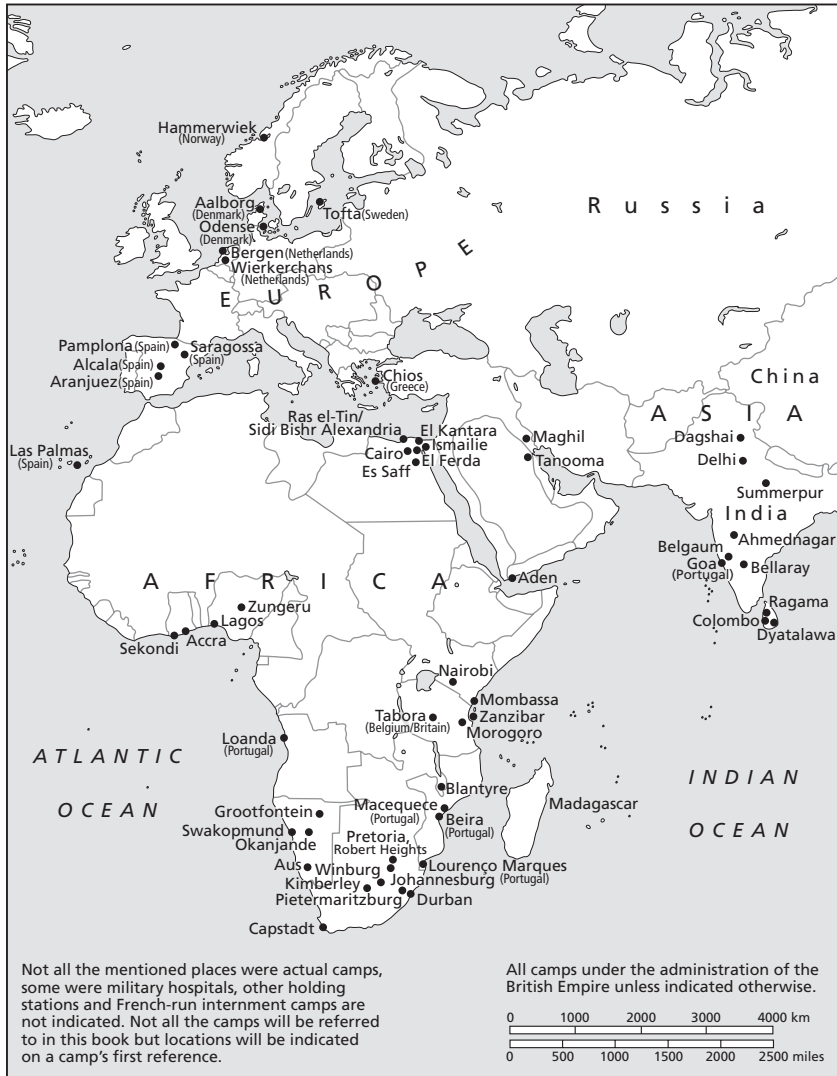 Hammerwiek
(Norway)
Aalborg
(Denmark)
Odense
(Denmark)
Tofta (Sweden)
Russia
Bergen (Netherlands)
Wierkerchans
(Netherlands)
EUROPE
Pamplona (Spain)
Saragossa
(Spain)
Alcala (Spain)
Aranjuez (Spain)
Chios
(Greece)
China
ASIA
Ras el-Tin/
Sidi Bishr Alexandria
El Kantara
Ismailie
Cairo
El Ferda
Es Saff
Maghil
Tanooma
Dagshai
Delhi
Summerpur
India
Las Palmas
(Spain)
Ahmednagar
Belgaum
Goa
(Portugal)
Bellaray
AFRICA
Aden
Ragama
Colombo
Dyatalawa
Zungeru
Lagos
Accra
Sekondi
Nairobi
Mombassa
Zanzibar
Morogoro
Tabora
(Belgium/Britain)
Loanda
(Portugal)
ATLANTIC
OCEAN
INDIAN
OCEAN
Blantyre
Madagascar
Macequece
(Portugal)
Beira
(Portugal)
Grootfontein
Swakopmund
Okanjande
Pretoria,
Robert Heights
Aus
Winburg
Lourenço Marques
(Portugal)
Johannesburg
Kimberley
Pietermaritzburg
Durban
Capstadt
Not all the mentioned places were actual camps,
some were military hospitals, other holding
stations and French-run internment camps are
not indicated. Not all the camps will be referred
to in this book but locations will be indicated
on a camp's first reference.
All camps under the administration of the
British Empire unless indicated otherwise.
0 1000 2000 3000 4000 km
0 500 1000 1500 2000 2500 miles